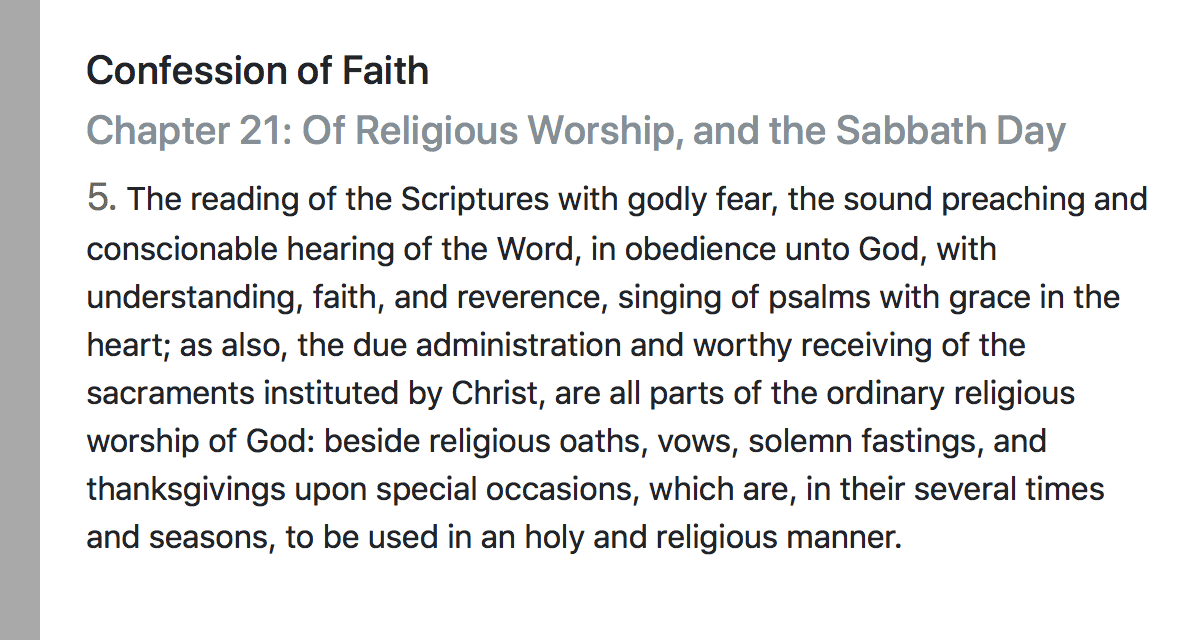 Confession of Faith
Chapter 21: Of Religious Worship, and the Sabbath Day
5. The reading of the Scriptures with godly fear, the sound preaching and
conscionable hearing of the Word, in obedience unto God, with
understanding, faith, and reverence, singing of psalms with grace in the
heart; as also, the due administration and worthy receiving of the
sacraments instituted by Christ, are all parts of the ordinary religious
worship of God: beside religious oaths, vows, solemn fastings, and
thanksgivings upon special occasions, which are, in their several times
and seasons, to be used in an holy and religious manner.